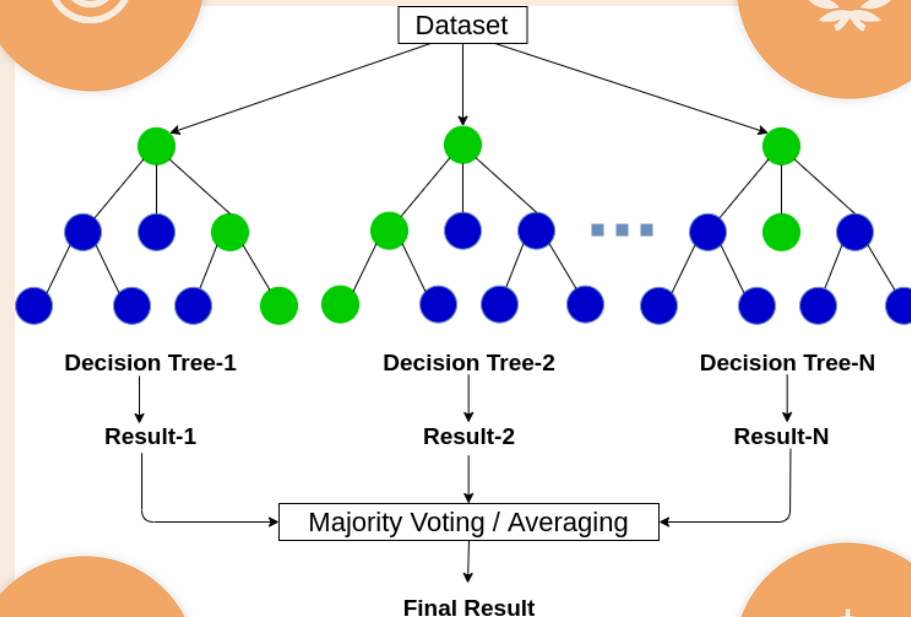 Dataset
Decision Tree-1
Decision Tree-2
Decision Tree-N
Result-1
Result-2
Result-N
Majority Voting / Averaging
Final Result